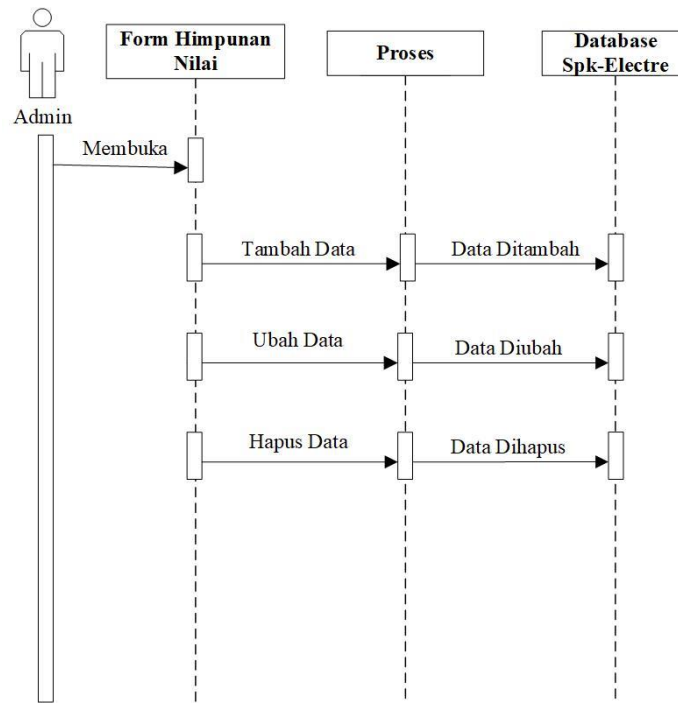 Form Himpunan
Nilai
Proses
Database
Spk-Electre
Admin
Membuka
Tambah Data
Data Ditambah
Ubah Data
Data Diubah
Hapus Data
Data Dihapus